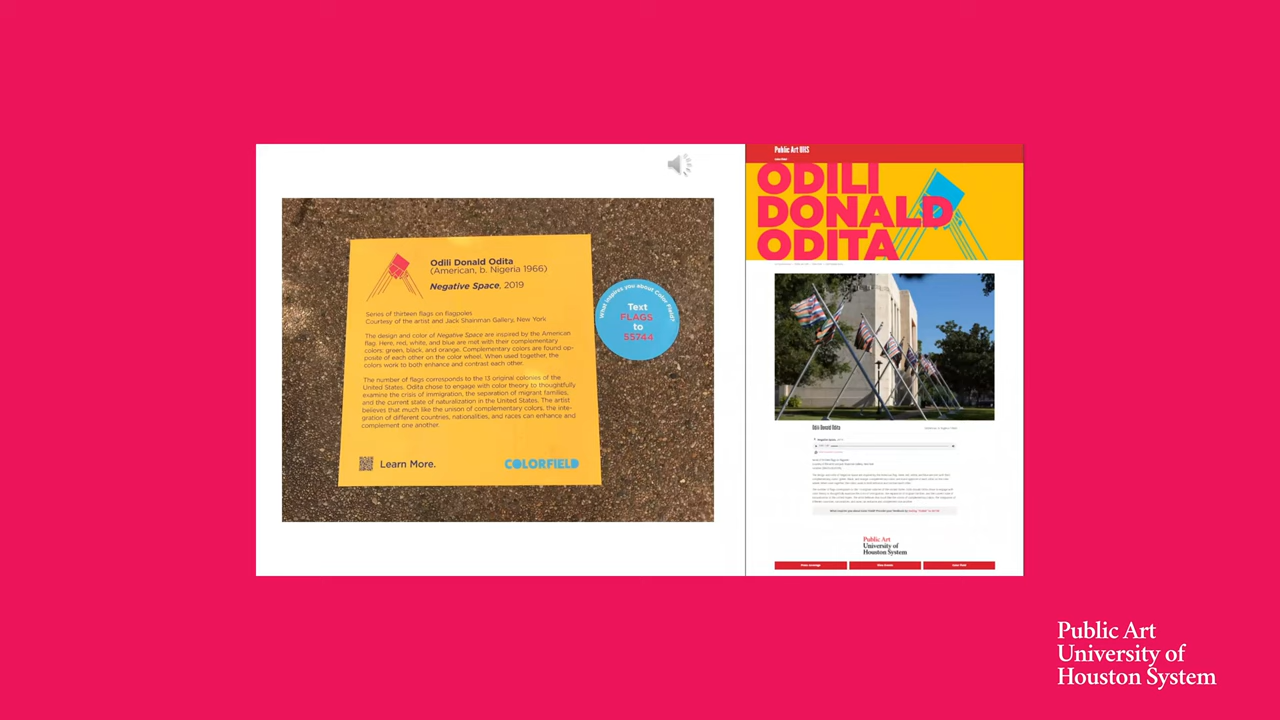 Odili Donald Odita
(American, b. Nigeria 1966)
Negative Space, 2019
Series of thirteen flags on flagpoles
Courtesy of the artist and Jack Shainman Gallery, New York
The design and color of Negative Space are inspired by the American
flag. Here, red, white, and blue are met with their complementary
colors: green, black, and orange. Complementary colors are found op-
posite of each other on the color wheel. When used together, the
colors work to both enhance and contrast each other.
The number of flags corresponds to the 13 original colonies of the
United States. Odita chose to engage with color theory to thoughtfully
examine the crisis of immigration, the separation of migrant families,
and the current state of naturalization in the United States. The artist
believes that much like the unison of complementary colors, the inte-
gration of different countries, nationalities, and races can enhance and
complement one another.
Learn More.
COLORFIELD
What inspires you about Color Field?
Text
FLAGS
to
55744
Public Art UHS
ODILI
DONALD
ODITA
Odili Donald Odita
Public Art
University of
Houston System
Public Art
University of
Houston System